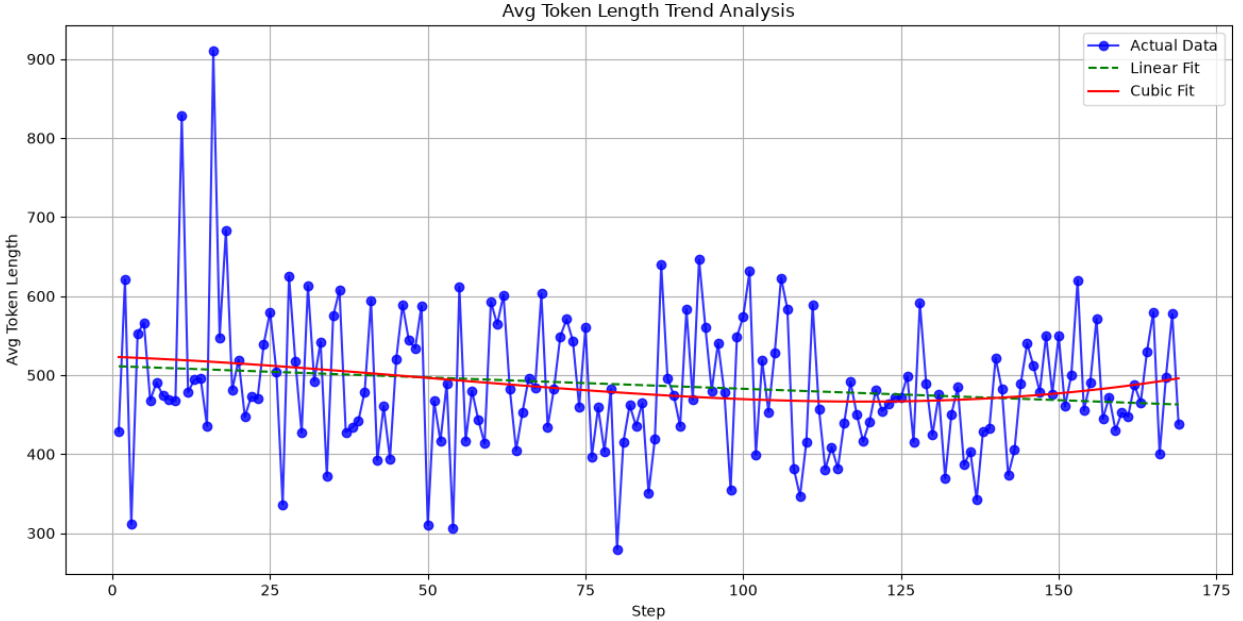 Avg Token Length Trend Analysis
Actual Data
Linear Fit
Cubic Fit
Avg Token Length
900
800
700
600
500
400
300
0 25 50 75 100 125 150 175
Step